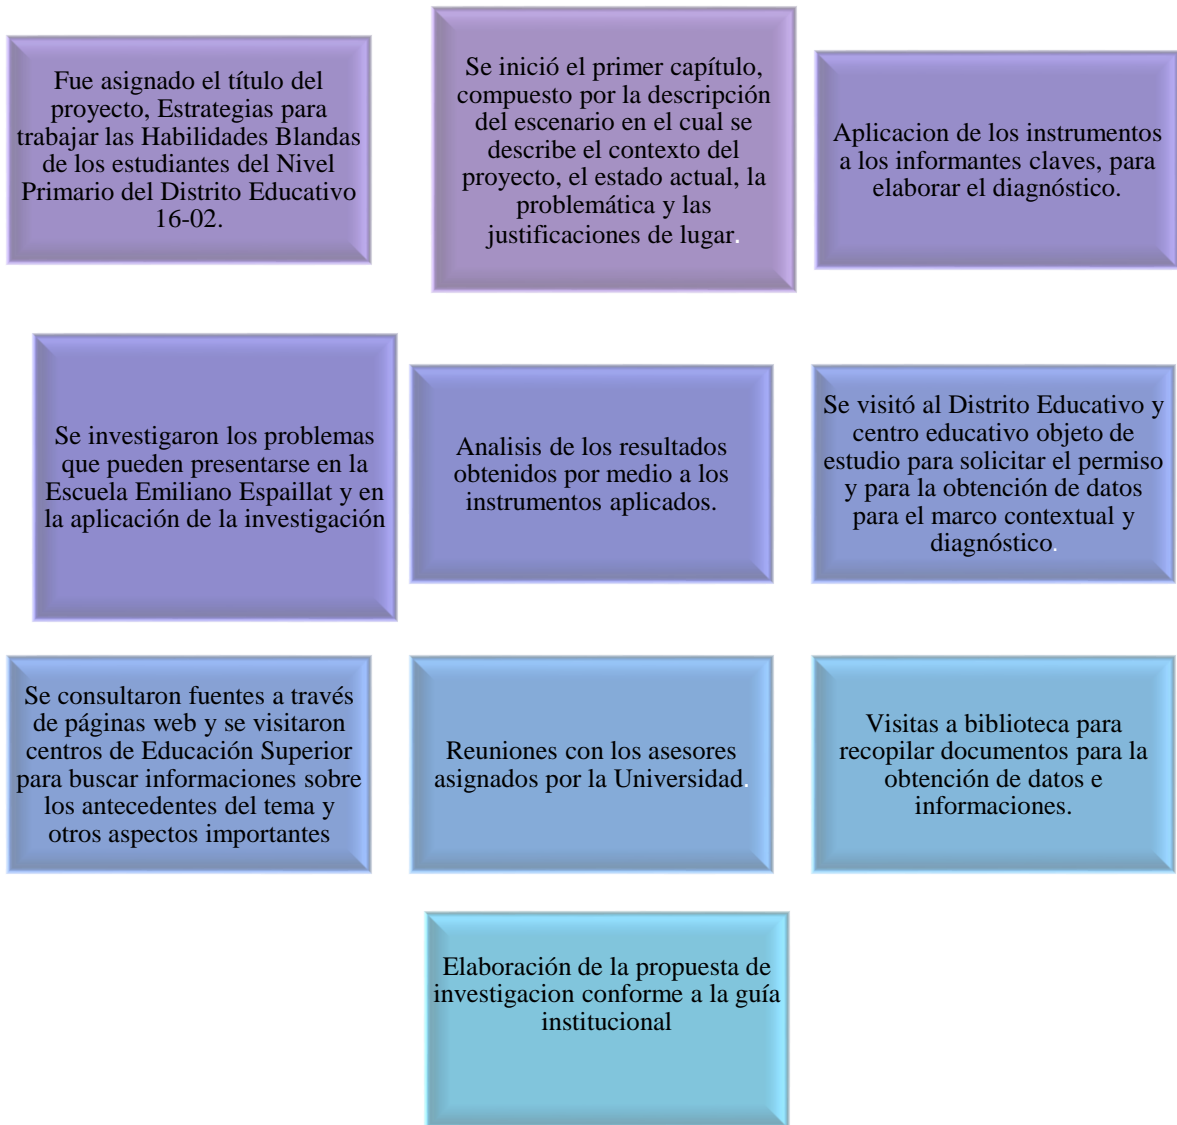 Fue asignado el título del
proyecto, Estrategias para
trabajar las Habilidades Blandas
de los estudiantes del Nivel
Primario del Distrito Educativo
16-02.
Se inició el primer capítulo,
compuesto por la descripción
del escenario en el cual se
describe el contexto del
proyecto, el estado actual, la
problemática y las
justificaciones de lugar.
Aplicacion de los instrumentos
a los informantes claves, para
elaborar el diagnóstico.
Se investigaron los problemas
que pueden presentarse en la
Escuela Emiliano Espaillat y en
la aplicación de la investigación
Analisis de los resultados
obtenidos por medio a los
instrumentos aplicados.
Se visitó al Distrito Educativo y
centro educativo objeto de
estudio para solicitar el permiso
y para la obtención de datos
para el marco contextual y
diagnóstico.
Se consultaron fuentes a través
de páginas web y se visitaron
centros de Educación Superior
para buscar informaciones sobre
los antecedentes del tema y
otros aspectos importantes
Reuniones con los asesores
asignados por la Universidad.
Visitas a biblioteca para
recopilar documentos para la
obtención de datos e
informaciones.
Elaboración de la propuesta de
investigacion conforme a la guía
institucional